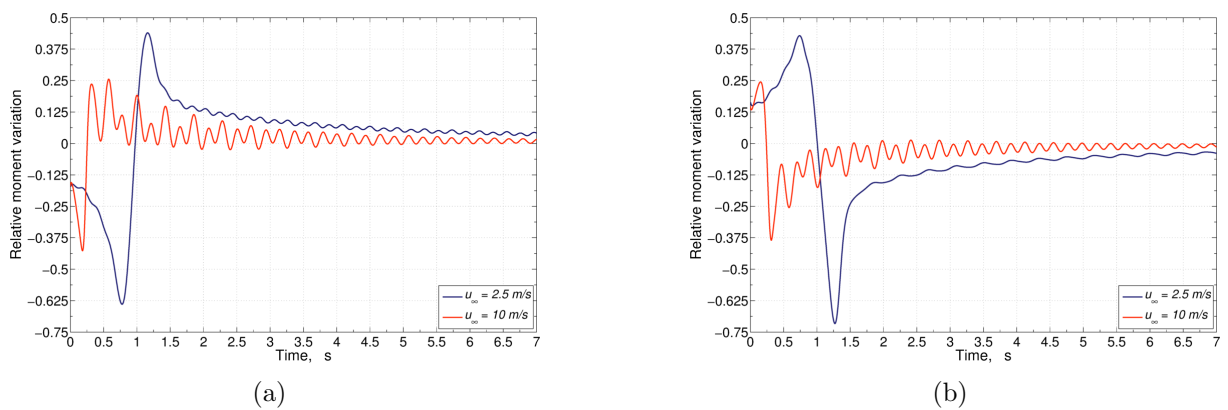 0.5
0.375
0.25
0.125
0
−0.125
−0.25
−0.375
−0.5
−0.625
−0.75
Relative moment variation
0 0.5 1 1.5 2 2.5 3 3.5 4 4.5 5 5.5 6 6.5 7
Time, s
u∞ = 2.5 m/s
u∞ = 10 m/s
(a)
0.5
0.375
0.25
0.125
0
−0.125
−0.25
−0.375
−0.5
−0.625
−0.75
Relative moment variation
0 0.5 1 1.5 2 2.5 3 3.5 4 4.5 5 5.5 6 6.5 7
Time, s
u∞ = 2.5 m/s
u∞ = 10 m/s
(b)